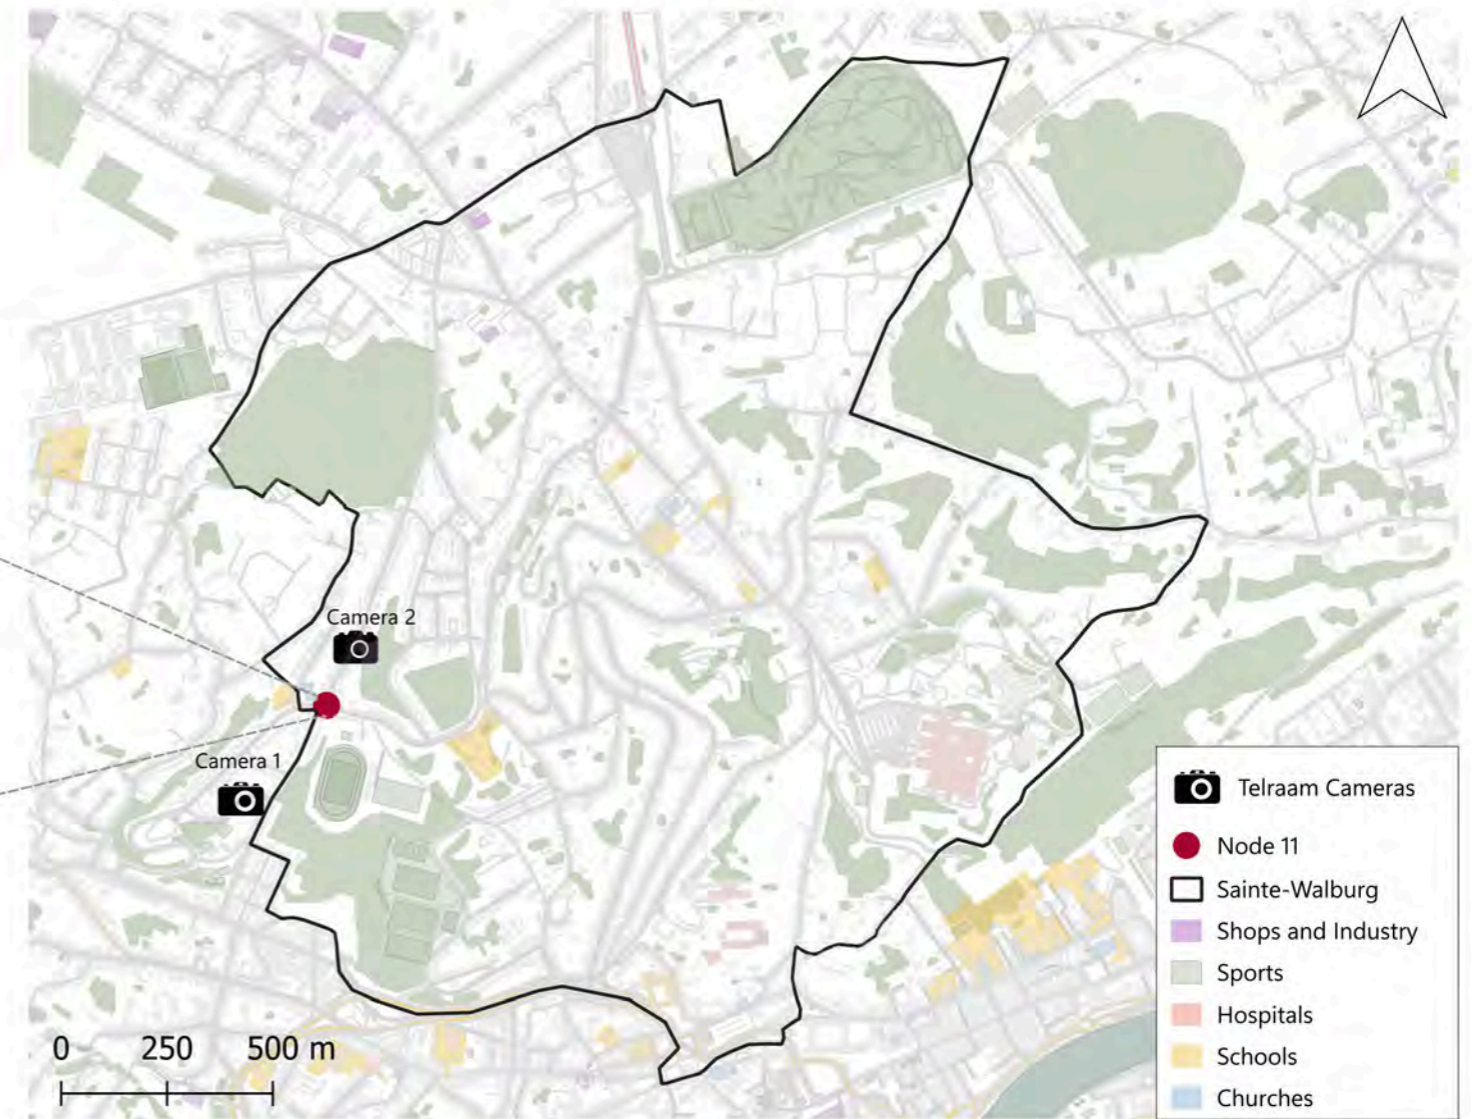 Camera 2
Camera 1
0 250 500 m
Telraam Cameras
Node 11
Sainte-Walburg
Shops and Industry
Sports
Hospitals
Schools
Churches